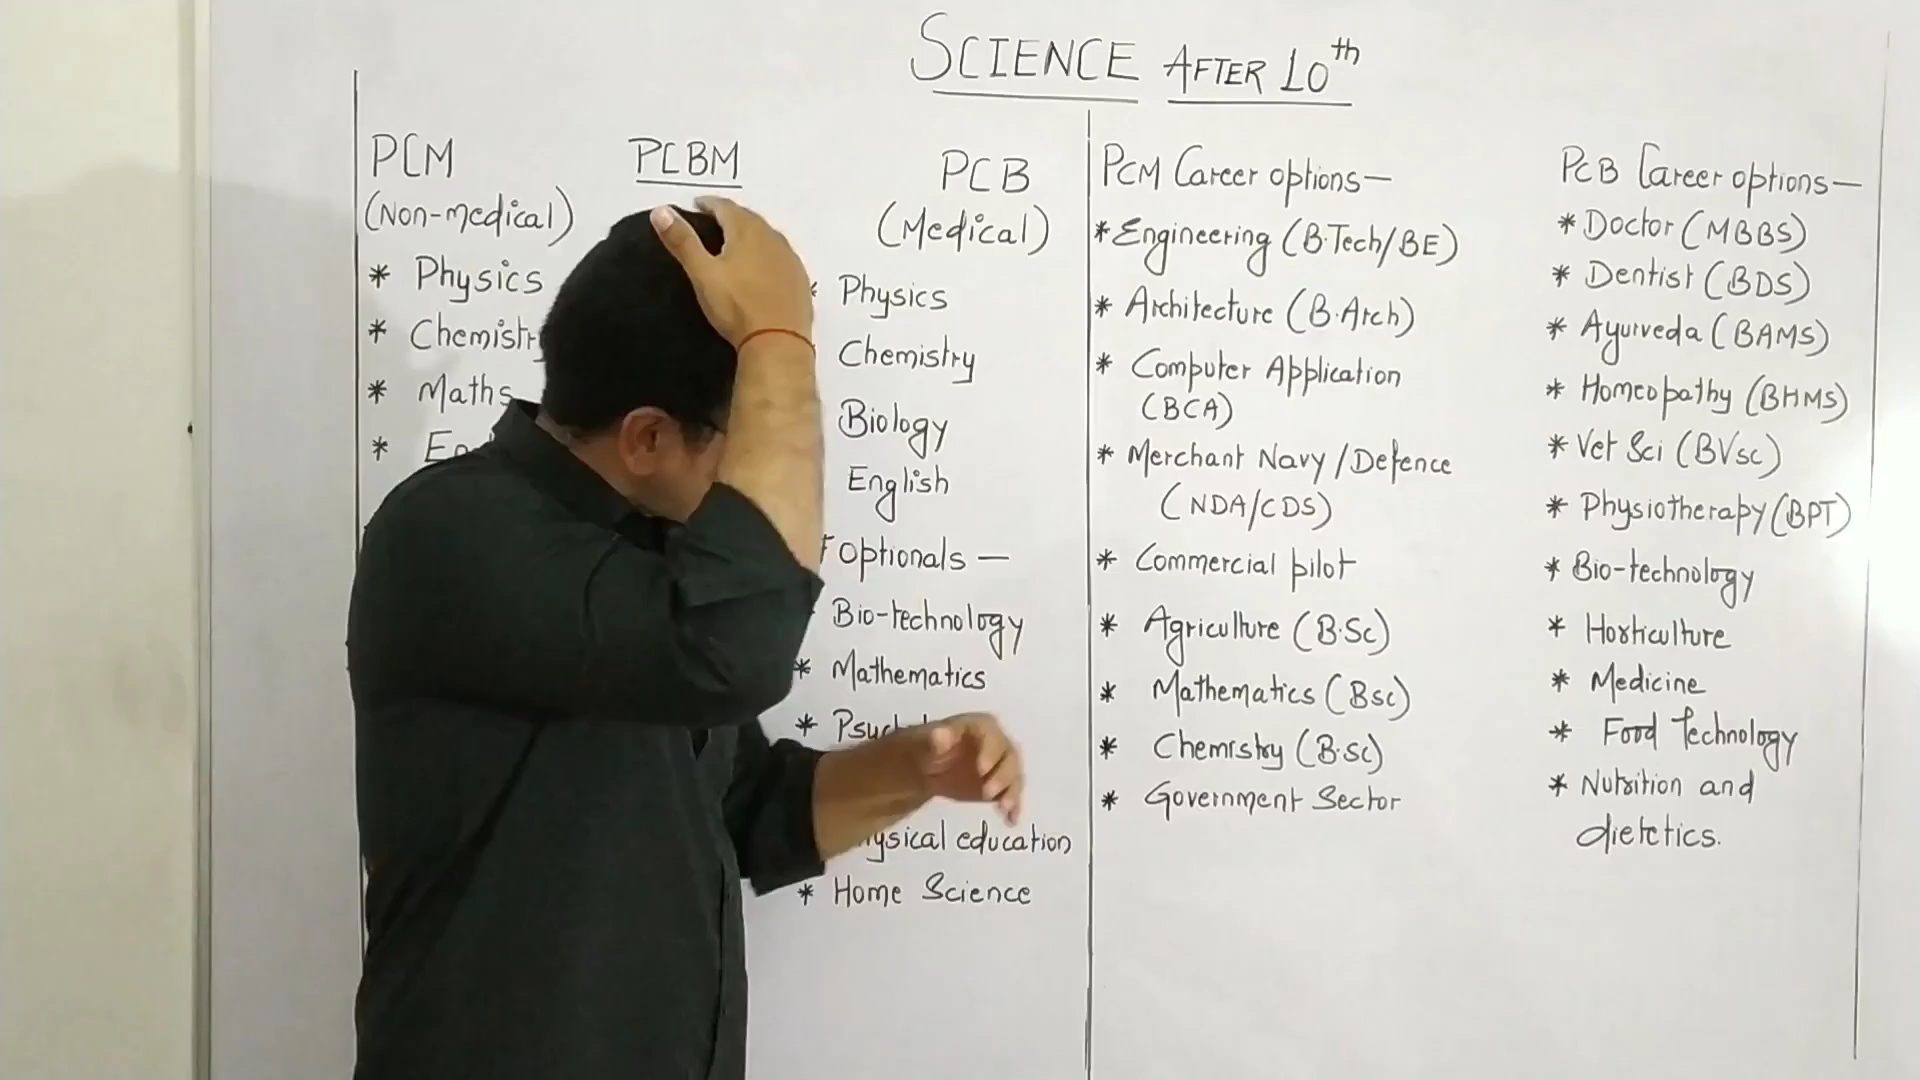 SCIENCE AFTER 10th
PCM
(Non-medical)
* Physics
* Chemistry
* Maths
*
PCBM
PCB
(Medical)
* Physics
Chemistry
Biology
English
optionals —
Bio-technology
* Mathematics
*
education
* Home Science
PCM Career options—
* Engineering (B.Tech/BE)
* Architecture (B.Arch)
* Computer Application
(BCA)
* Merchant Navy/Defence
(NDA/CDS)
* Commercial pilot
* Agriculture (B.Sc)
* Mathematics (Bsc)
* Chemistry (B.Sc)
* Government Sector
PCB Career options—
* Doctor (MBBS)
* Dentist (BDS)
* Ayurveda (BAMS)
* Homeopathy (BHMS)
* Vet Sci (BVsc)
* Physiotherapy (BPT)
* Bio-technology
* Horticulture
* Medicine
* Food Technology
* Nutrition and
dietetics.